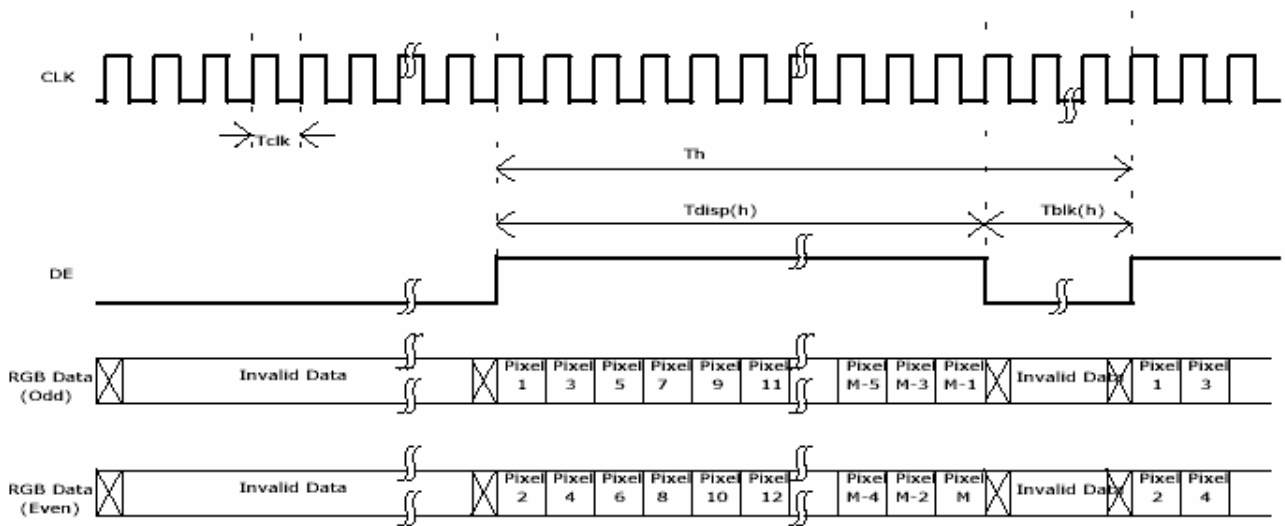 CLK
Tclk
Th
Tdisp(h) Tblk(h)
DE
RGB Data
(Odd)
Invalid Data
Pixel 1
Pixel 3
Pixel 5
Pixel 7
Pixel 9
Pixel 11
Pixel M-5
Pixel M-3
Pixel M-1
Invalid Data
Pixel 1
Pixel 3
RGB Data
(Even)
Invalid Data
Pixel 2
Pixel 4
Pixel 6
Pixel 8
Pixel 10
Pixel 12
Pixel M-4
Pixel M-2
Pixel M
Invalid Data
Pixel 2
Pixel 4